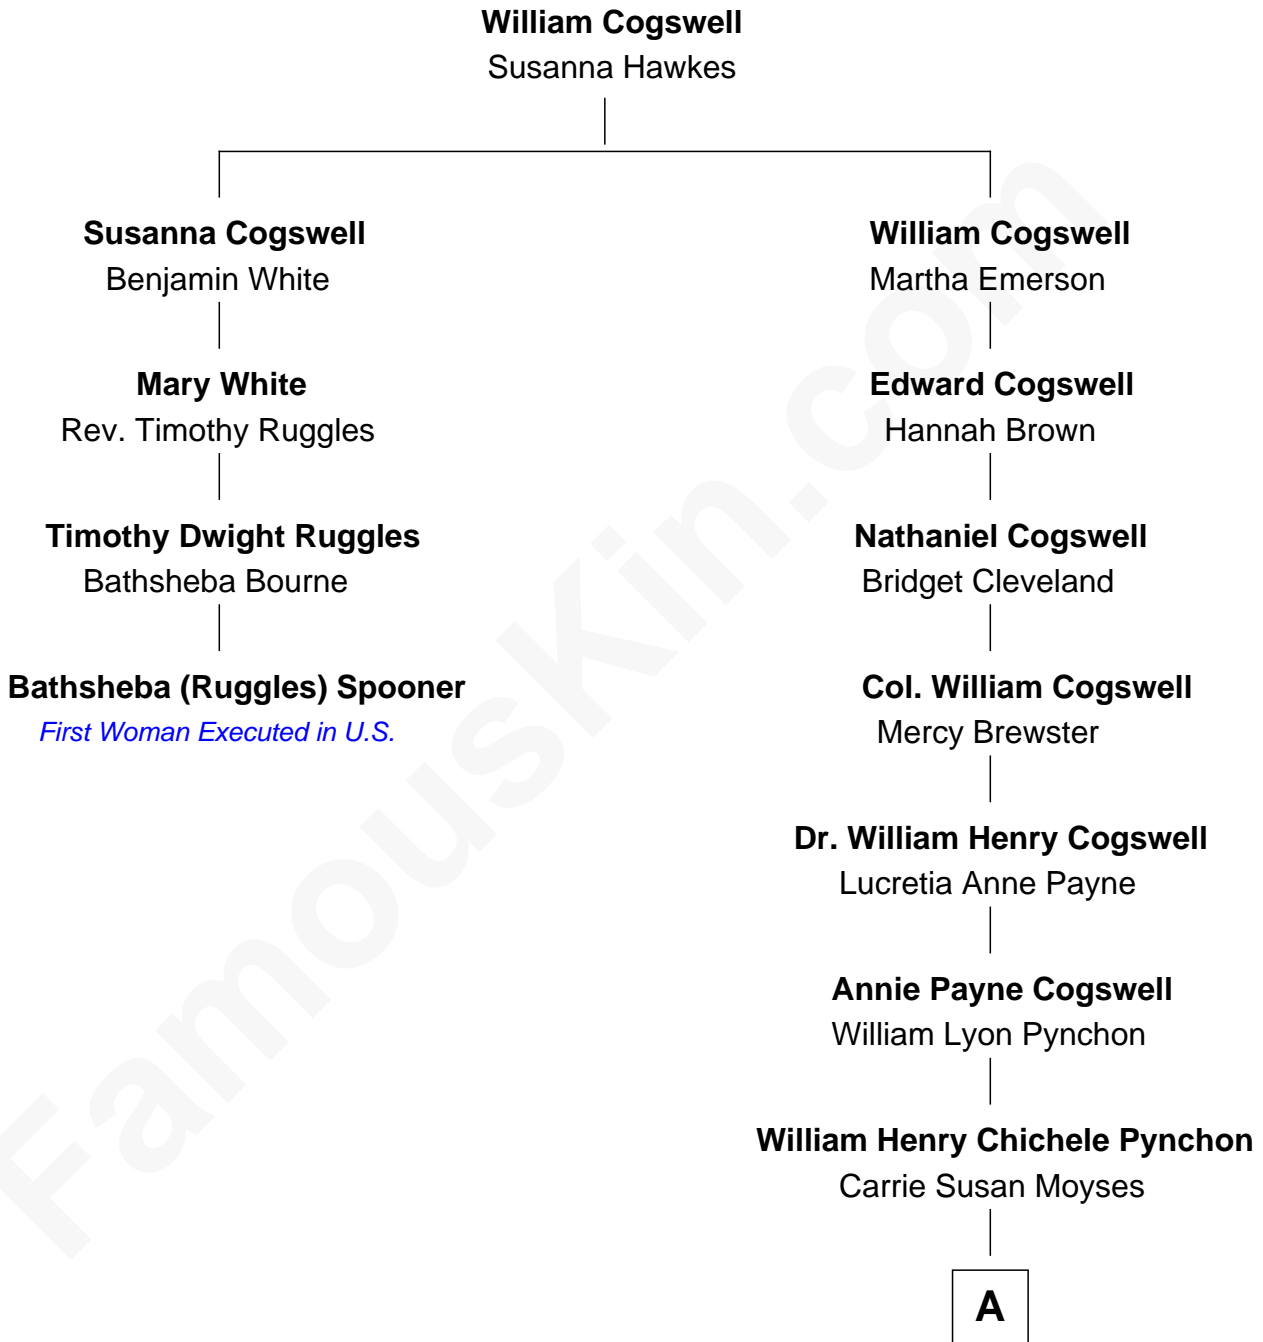 William Cogswell
Susanna Hawkes
Susanna Cogswell
Benjamin White
William Cogswell
Martha Emerson
Mary White
Rev. Timothy Ruggles
Edward Cogswell
Hannah Brown
Timothy Dwight Ruggles
Bathsheba Bourne
Nathaniel Cogswell
Bridget Cleveland
Bathsheba (Ruggles) Spooner
First Woman Executed in U.S.
Col. William Cogswell
Mercy Brewster
Dr. William Henry Cogswell
Lucretia Anne Payne
Annie Payne Cogswell
William Lyon Pynchon
William Henry Chichele Pynchon
Carrie Susan Moyses
A
FamousKin.com